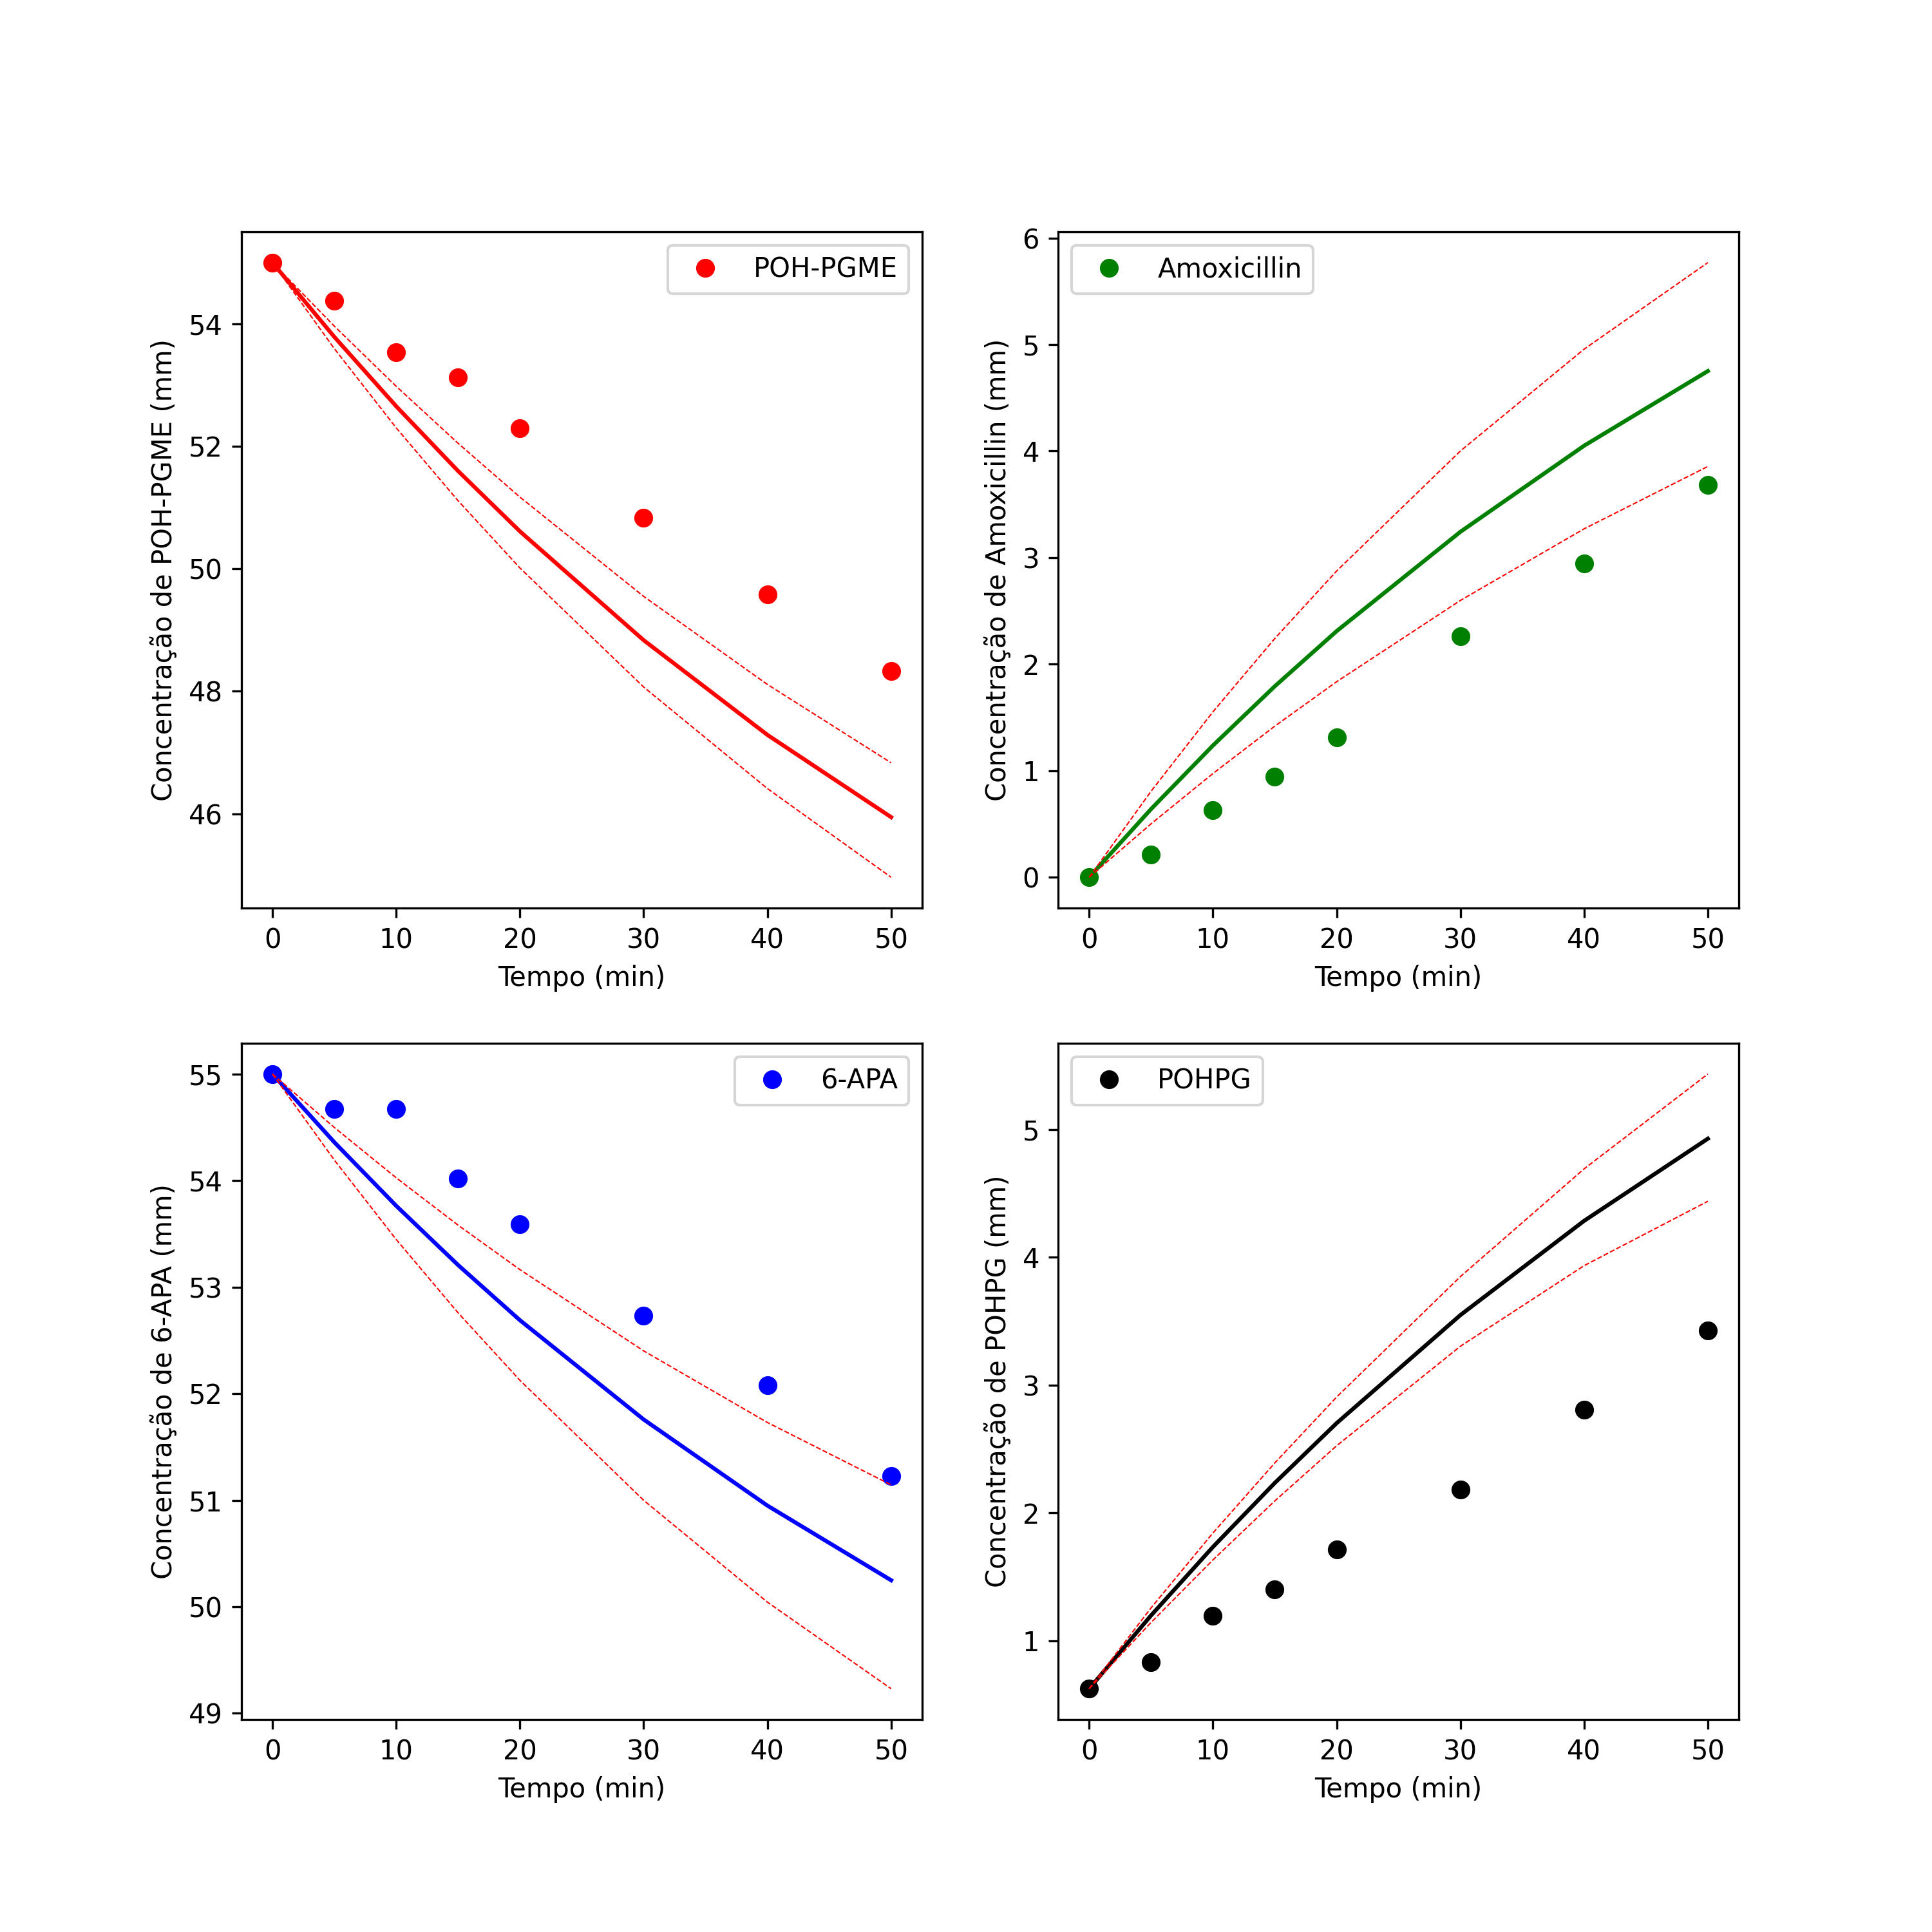 POH-PGME
54
52
50
48
46
Concentração de POH-PGME (mm)
0 10 20 30 40 50
Tempo (min)
Amoxicillin
6
5
4
3
2
1
0
Concentração de Amoxicillin (mm)
0 10 20 30 40 50
Tempo (min)
6-APA
55
54
53
52
51
50
49
Concentração de 6-APA (mm)
0 10 20 30 40 50
Tempo (min)
POHPG
5
4
3
2
1
Concentração de POHPG (mm)
0 10 20 30 40 50
Tempo (min)